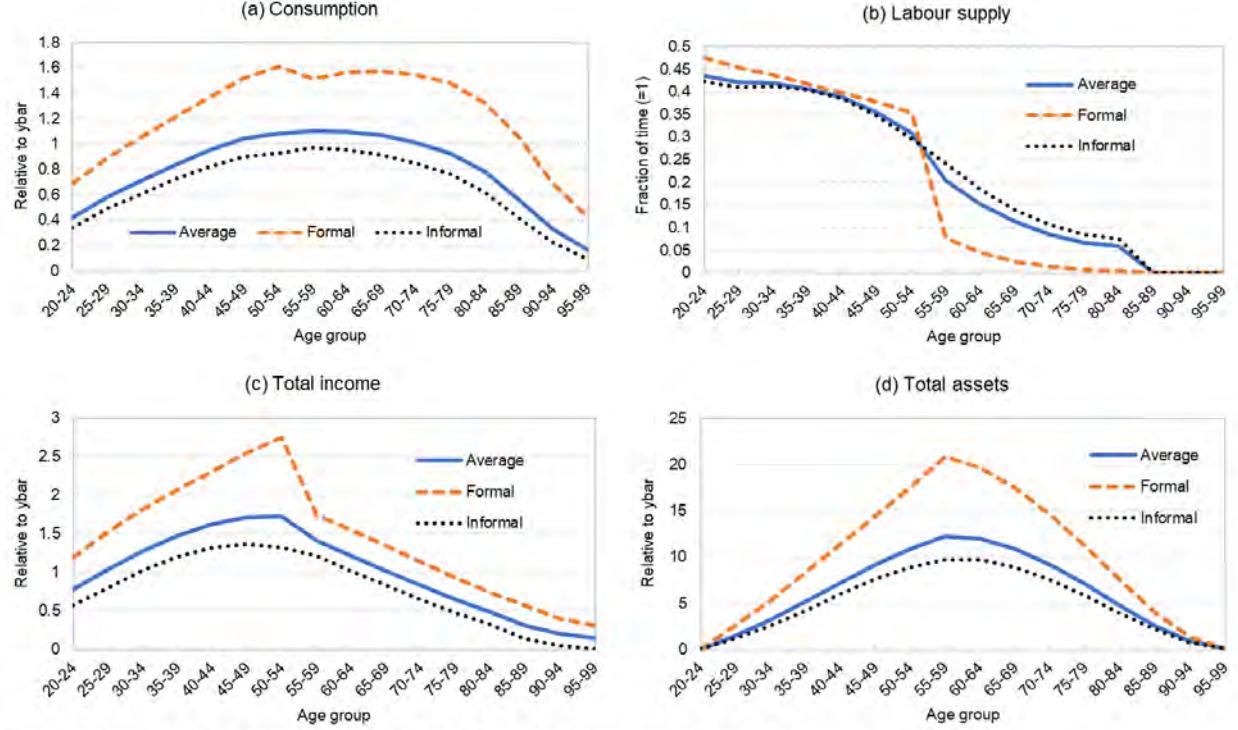 (a) Consumption
Relative to ybar
1.8
1.6
1.4
1.2
1
0.8
0.6
0.4
0.2
0
Average Formal Informal
20-24 25-29 30-34 35-39 40-44 45-49 50-54 55-59 60-64 65-69 70-74 75-79 80-84 85-89 90-94 95-99
Age group
(b) Labour supply
Fraction of time (=1)
0.5
0.45
0.4
0.35
0.3
0.25
0.2
0.15
0.1
0.05
0
Average
Formal
Informal
20-24 25-29 30-34 35-39 40-44 45-49 50-54 55-59 60-64 65-69 70-74 75-79 80-84 85-89 90-94 95-99
Age group
(c) Total income
Relative to ybar
3
2.5
2
1.5
1
0.5
0
Average
Formal
Informal
20-24 25-29 30-34 35-39 40-44 45-49 50-54 55-59 60-64 65-69 70-74 75-79 80-84 85-89 90-94 95-99
Age group
(d) Total assets
Relative to ybar
25
20
15
10
5
0
Average
Formal
Informal
20-24 25-29 30-34 35-39 40-44 45-49 50-54 55-59 60-64 65-69 70-74 75-79 80-84 85-89 90-94 95-99
Age group